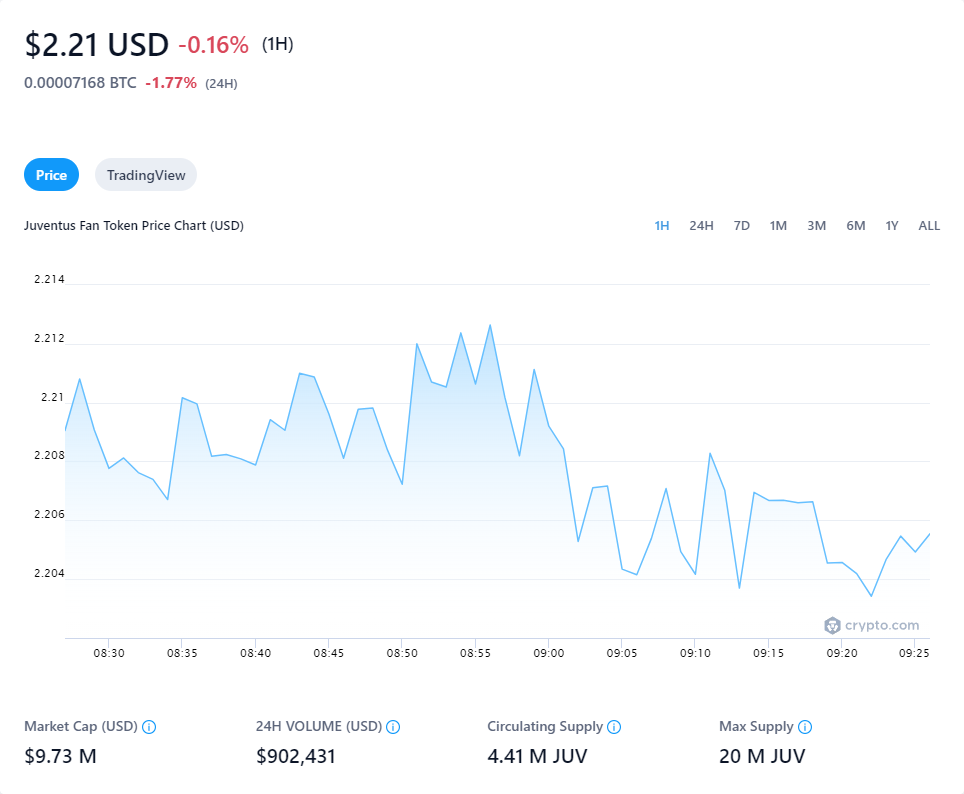 $2.21 USD -0.16% (1H)
0.00007168 BTC -1.77% (24H)
Price TradingView
Juventus Fan Token Price Chart (USD) 1H 24H 7D 1M 3M 6M 1Y ALL
2.214
2.212
2.21
2.208
2.206
2.204
crypto.com
08:30 08:35 08:40 08:45 08:50 08:55 09:00 09:05 09:10 09:15 09:20 09:25
Market Cap (USD) 24H VOLUME (USD) Circulating Supply Max Supply
$9.73 M $902,431 4.41 M JUV 20 M JUV